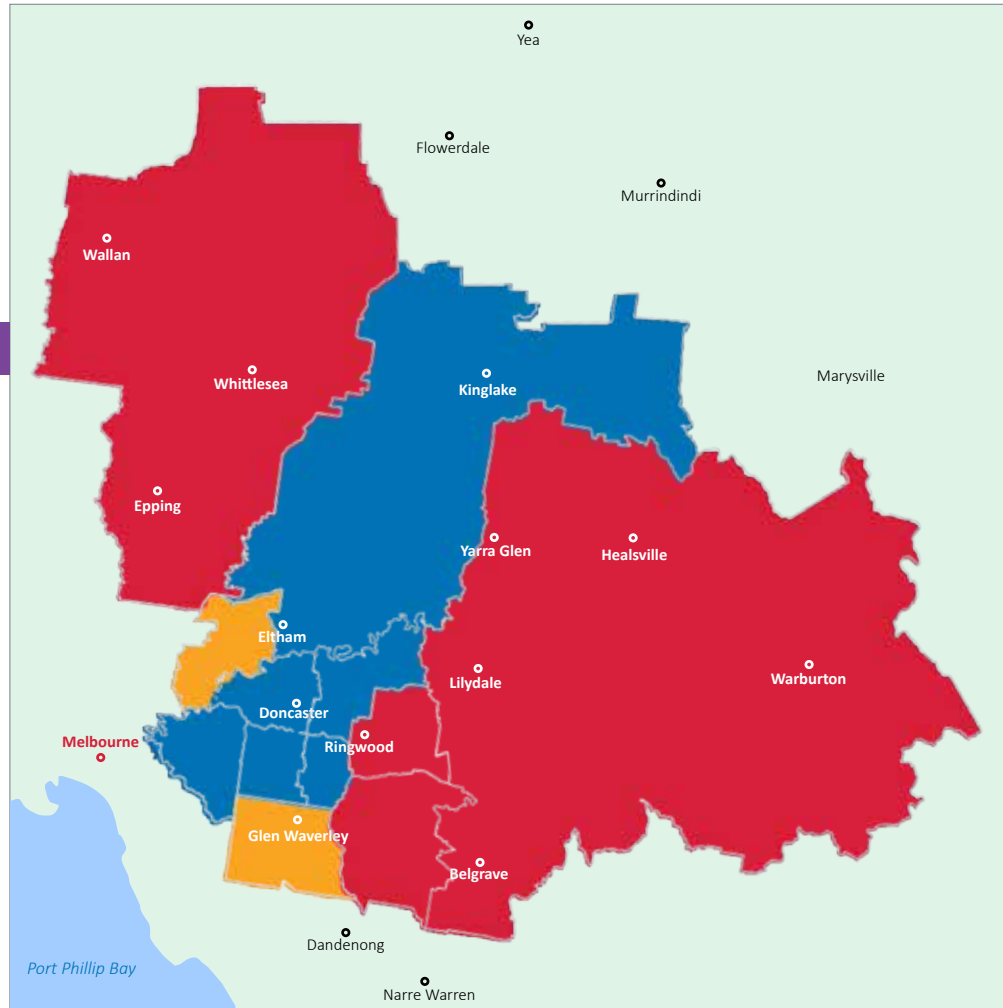 Yea
Flowerdale
Murrindindi
Wallan
Marysville
Whittlesea
Kinglake
Epping
Yarra Glen
Healsville
Eltham
Lilydale
Warburton
Doncaster
Melbourne
Ringwood
Glen Waverley
Belgrave
Dandenong
Port Phillip Bay
Narre Warren